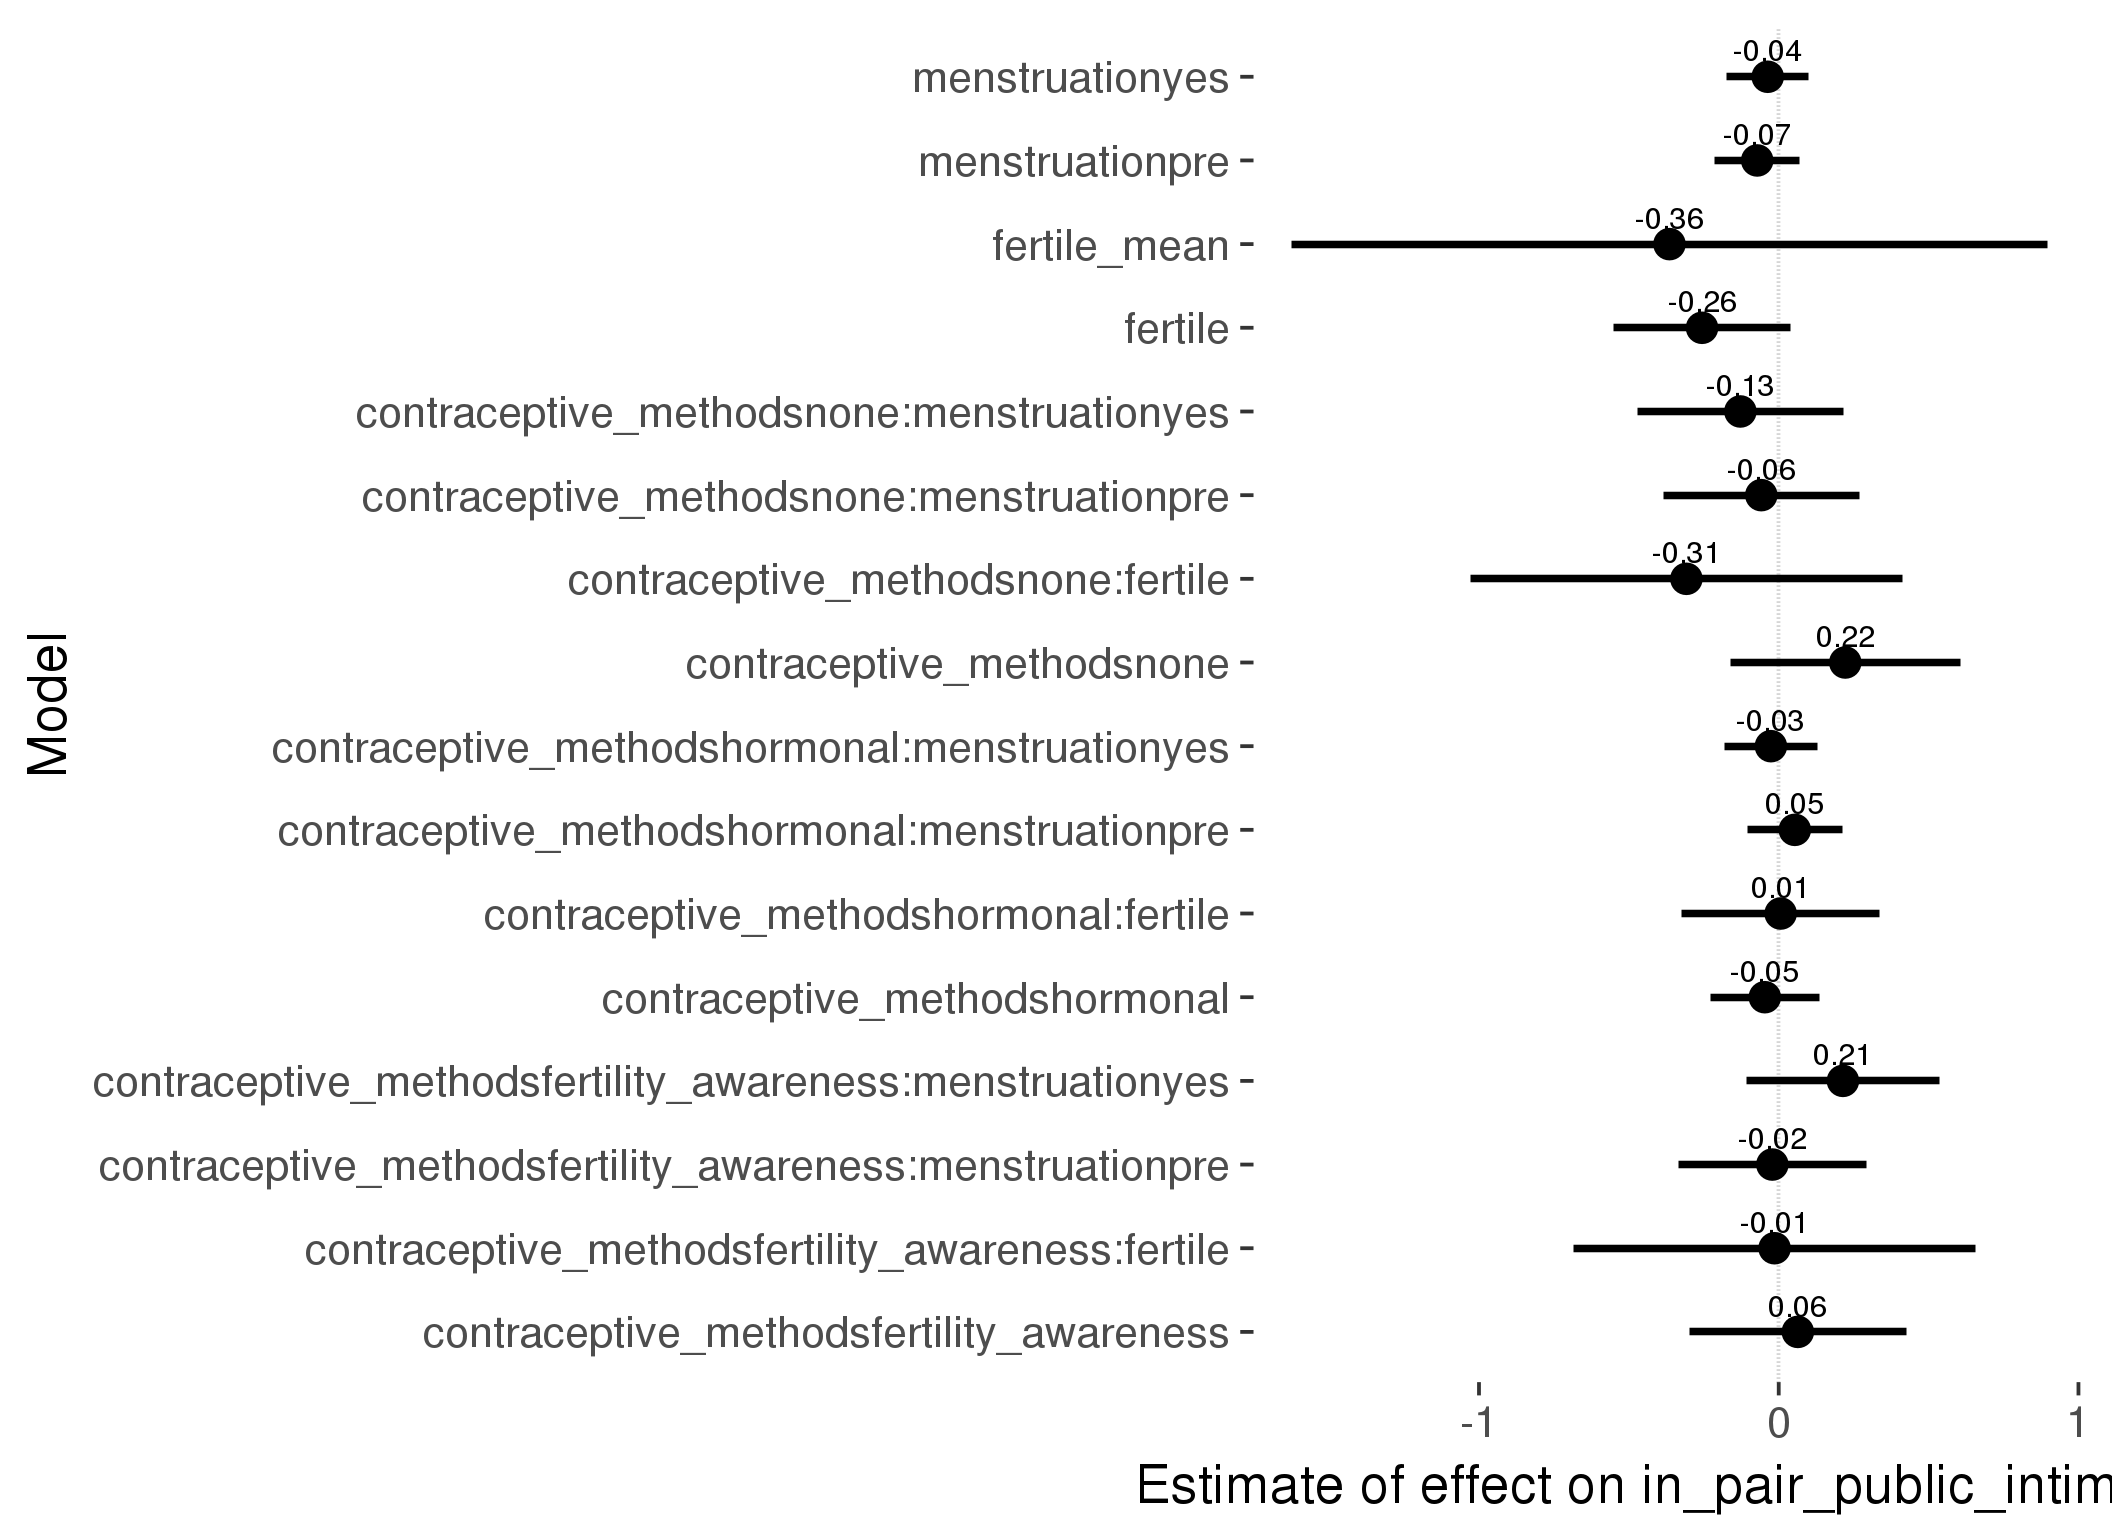 menstruationyes
-0.04
menstruationpre
-0.07
fertile_mean
-0.36
fertile
-0.26
contraceptive_methodsnone:menstruationyes
-0.13
contraceptive_methodsnone:menstruationpre
-0.06
contraceptive_methodsnone:fertile
-0.31
contraceptive_methodsnone
0.22
contraceptive_methodshormonal:menstruationyes
-0.03
contraceptive_methodshormonal:menstruationpre
0.05
contraceptive_methodshormonal:fertile
0.01
contraceptive_methodshormonal
-0.05
contraceptive_methodsfertility_awareness:menstruationyes
0.21
contraceptive_methodsfertility_awareness:menstruationpre
-0.02
contraceptive_methodsfertility_awareness:fertile
-0.01
contraceptive_methodsfertility_awareness
0.06
Model
-1 0 1
Estimate of effect on in_pair_public_intim